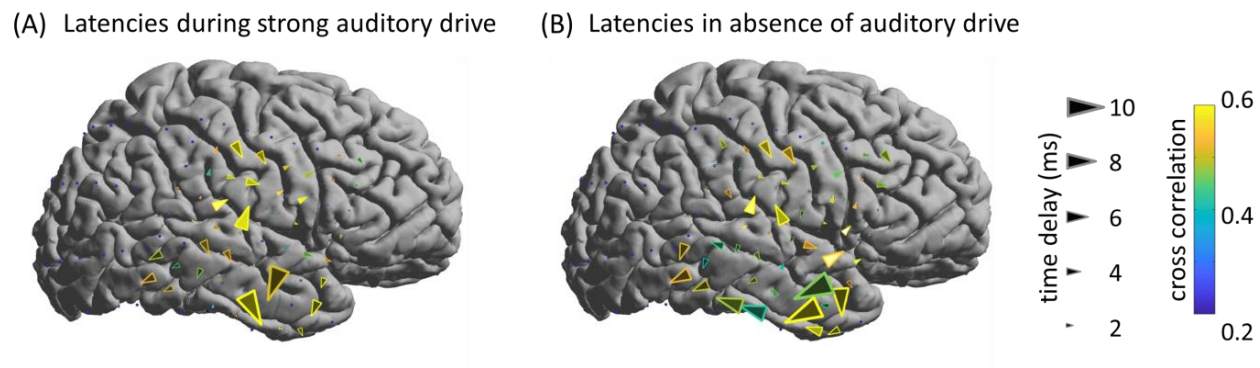 (A) Latencies during strong auditory drive
(B) Latencies in absence of auditory drive
time delay (ms)
10
8
6
4
2
cross correlation
0.6
0.4
0.2